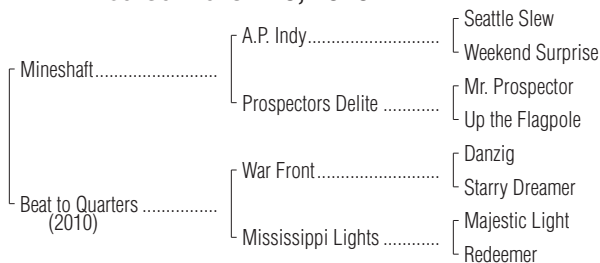 Seattle Slew
A.P. Indy
Weekend Surprise
Mineshaft
Mr. Prospector
Prospectors Delite
Up the Flagpole
Danzig
War Front
Starry Dreamer
Beat to Quarters
(2010)
Majestic Light
Mississippi Lights
Redeemer